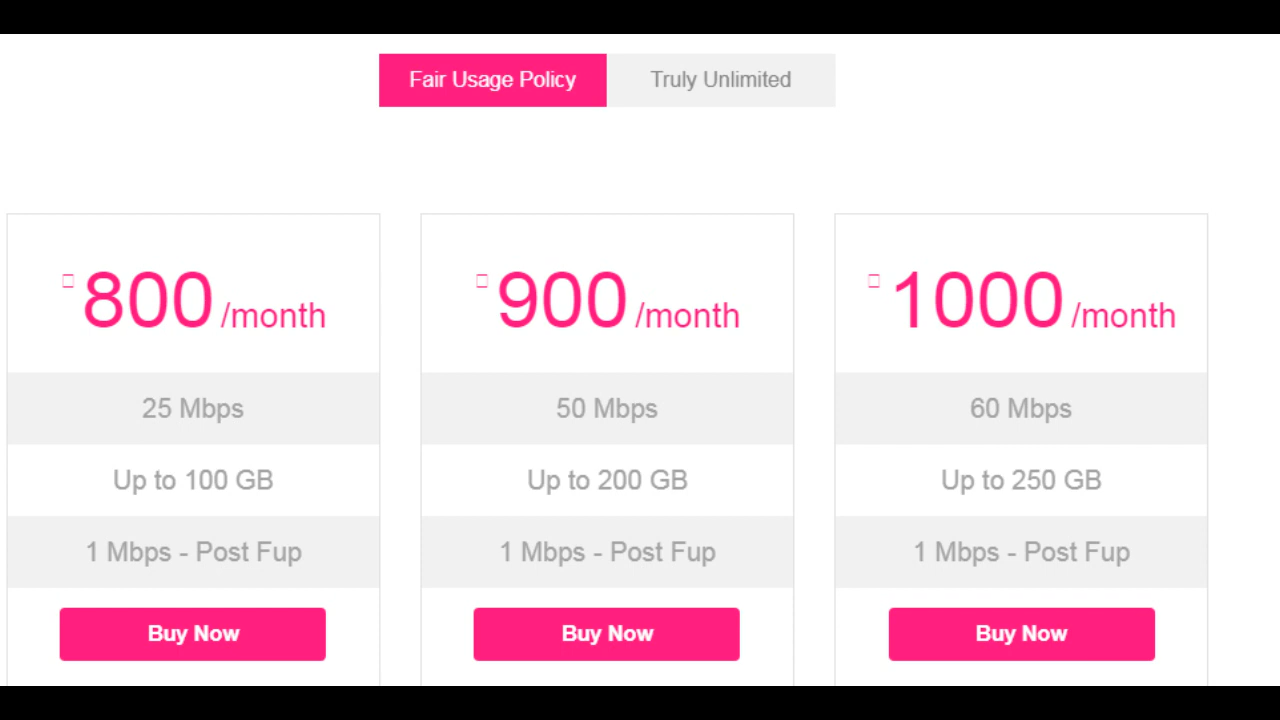 Fair Usage Policy
Truly Unlimited
800 /month
900 /month
1000 /month
25 Mbps
50 Mbps
60 Mbps
Up to 100 GB
Up to 200 GB
Up to 250 GB
1 Mbps - Post Fup
1 Mbps - Post Fup
1 Mbps - Post Fup
Buy Now
Buy Now
Buy Now